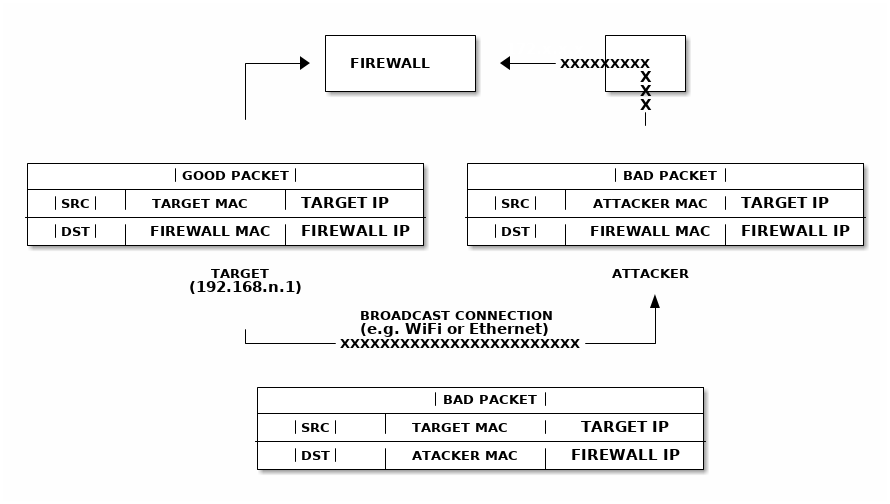 FIREWALL
XXXXXXXXX
X
X
X
GOOD PACKET
SRC TARGET MAC TARGET IP
DST FIREWALL MAC FIREWALL IP
BAD PACKET
SRC ATTACKER MAC TARGET IP
DST FIREWALL MAC FIREWALL IP
TARGET
(192.168.n.1)
ATTACKER
BROADCAST CONNECTION
(e.g. WiFi or Ethernet)
XXXXXXXXXXXXXXXXXXXXXXXX
BAD PACKET
SRC TARGET MAC TARGET IP
DST ATACKER MAC FIREWALL IP